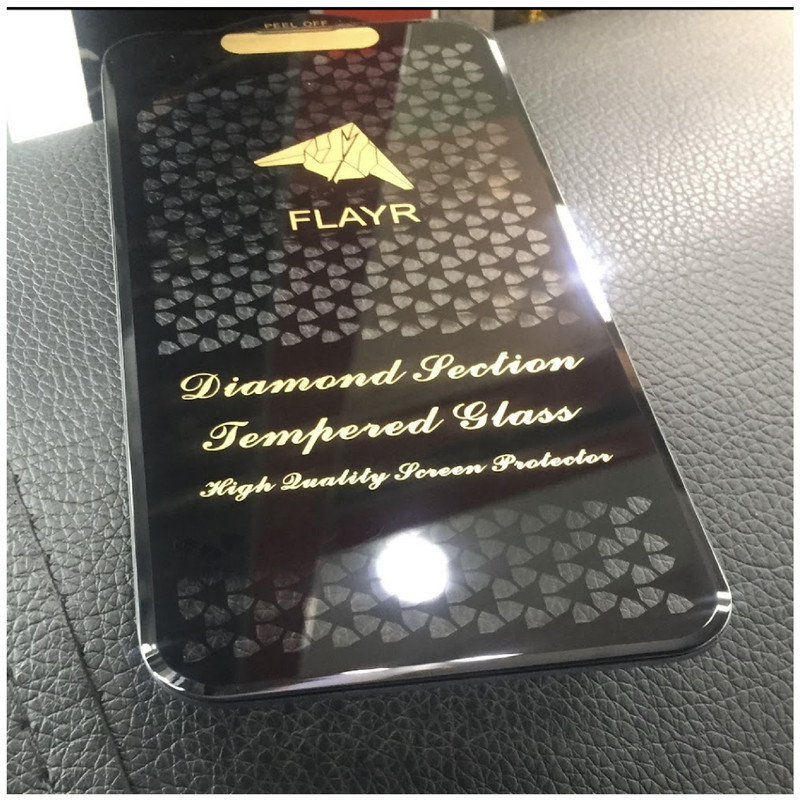 PEEL OFF
FLAYR
Diamond Section
Tempered Glass
High Quality Screen Protector